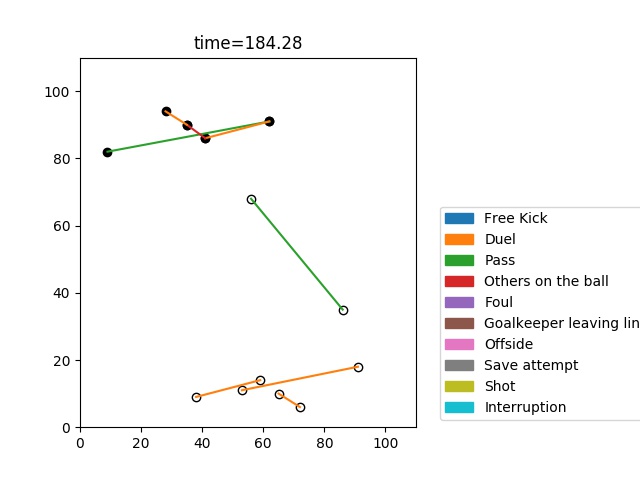 time=184.28
100
80
60
40
20
0
0 20 40 60 80 100
Free Kick
Duel
Pass
Others on the ball
Foul
Goalkeeper leaving lin
Offside
Save attempt
Shot
Interruption